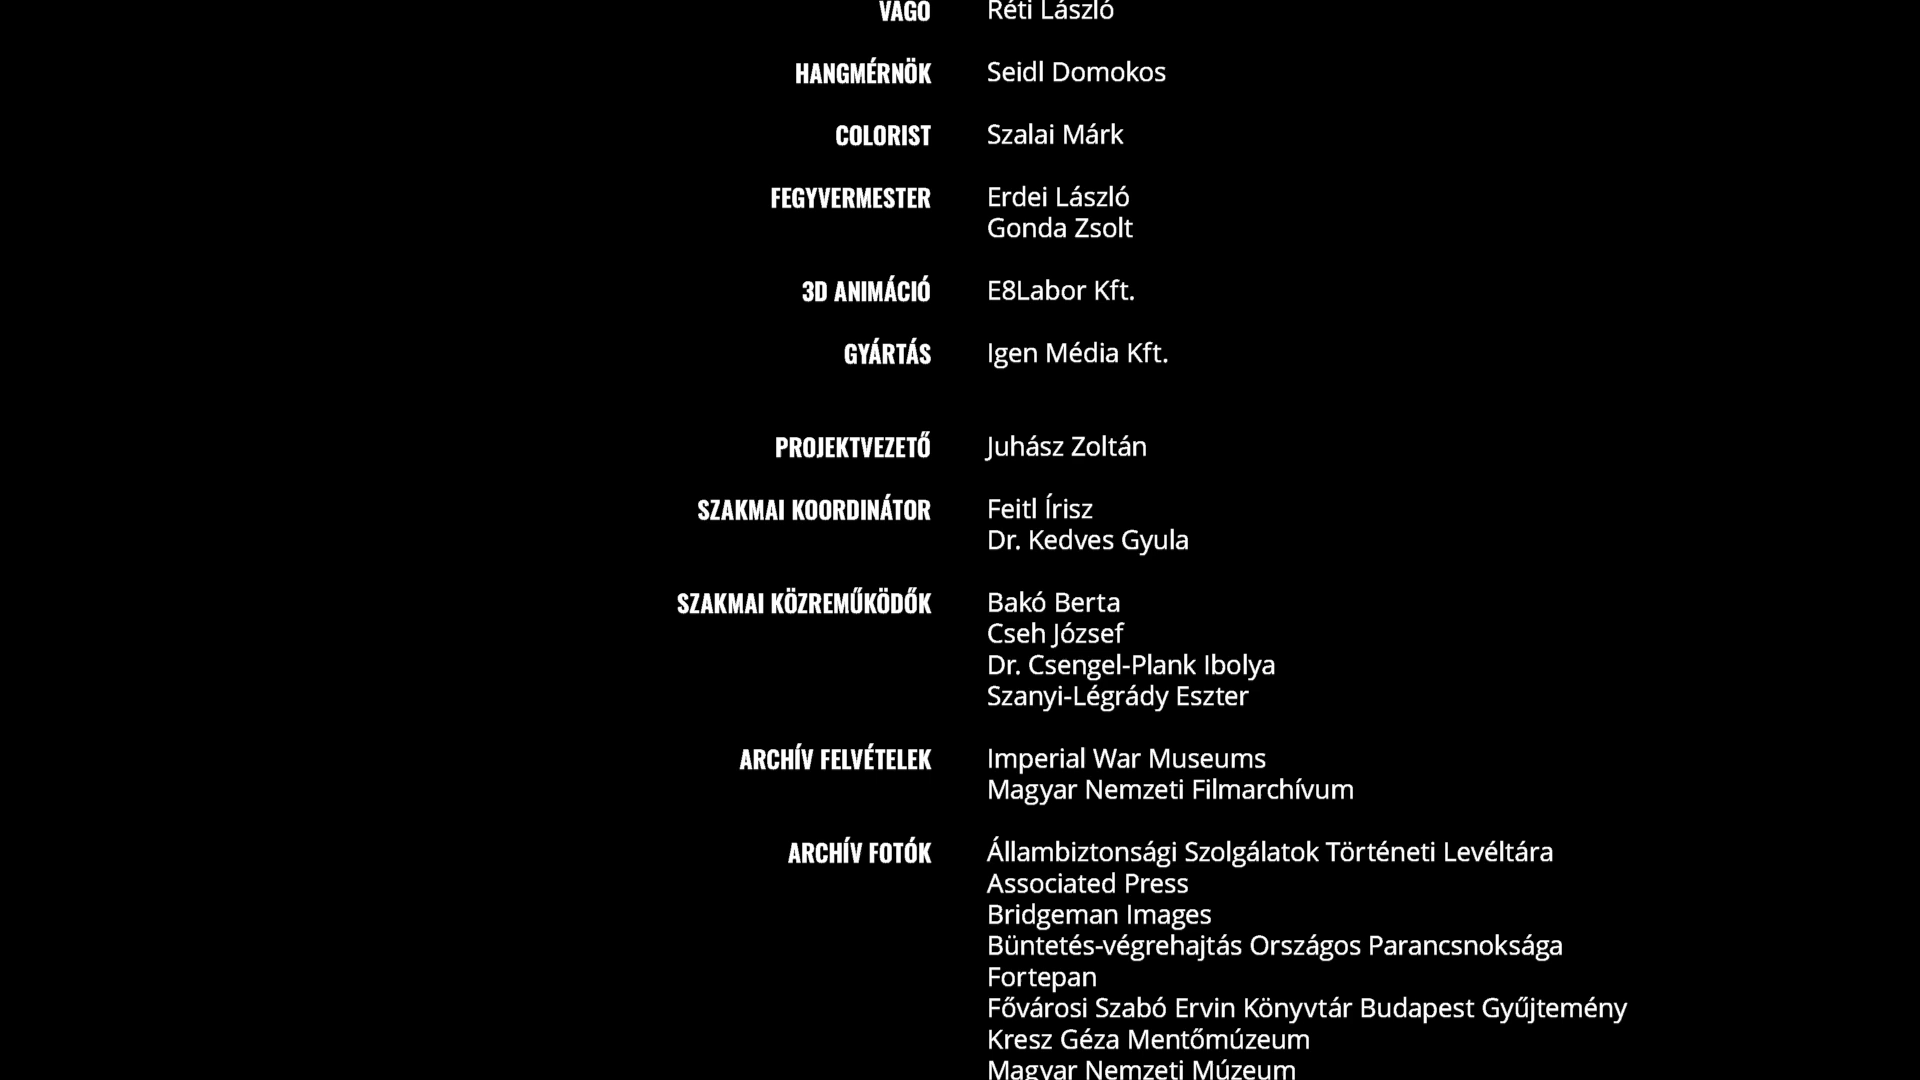 VÁGÓ Réti László
HANGMÉRNÖK Seidl Domokos
COLORIST Szalai Márk
FEGYVERMESTER Erdei László
Gonda Zsolt
3D ANIMÁCIÓ E8Labor Kft.
GYÁRTÁS Igen Média Kft.
PROJEKTVEZETŐ Juhász Zoltán
SZAKMAI KOORDINÁTOR Feitl Írisz
Dr. Kedves Gyula
SZAKMAI KÖZREMŰKÖDŐK Bakó Berta
Cseh József
Dr. Csengel-Plank Ibolya
Szanyi-Légrády Eszter
ARCHÍV FELVÉTELEK Imperial War Museums
Magyar Nemzeti Filmarchívum
ARCHÍV FOTÓK Állambiztonsági Szolgálatok Történeti Levéltára
Associated Press
Bridgeman Images
Büntetés-végrehajtás Országos Parancsnoksága
Fortepan
Fővárosi Szabó Ervin Könyvtár Budapest Gyűjtemény
Kresz Géza Mentőmúzeum
Magyar Nemzeti Múzeum